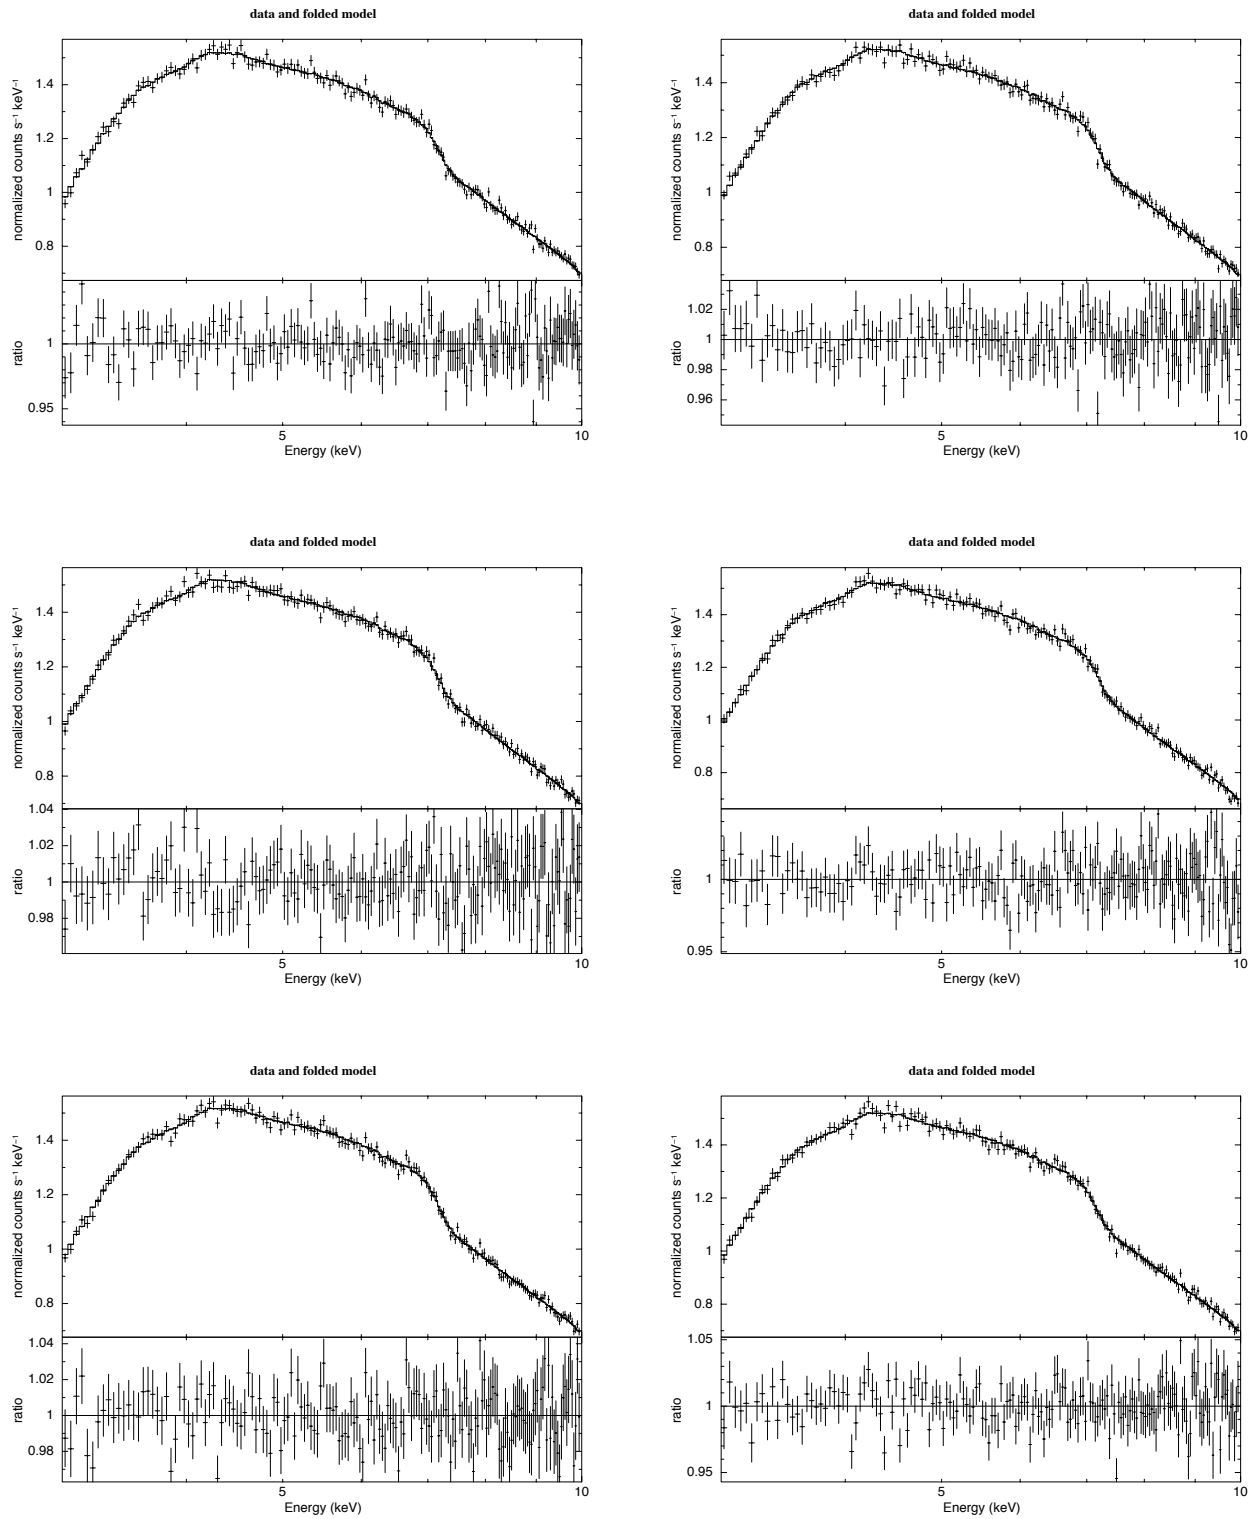 data and folded model
data and folded model
normalized counts s⁻¹ keV⁻¹
1.4
1.2
1
0.8
normalized counts s⁻¹ keV⁻¹
1.4
1.2
1
0.8
ratio
1
0.95
ratio
1.02
1
0.98
0.96
5
10
5
10
Energy (keV)
Energy (keV)
data and folded model
data and folded model
normalized counts s⁻¹ keV⁻¹
1.4
1.2
1
0.8
normalized counts s⁻¹ keV⁻¹
1.4
1.2
1
0.8
ratio
1.04
1.02
1
0.98
ratio
1
0.95
5
10
5
10
Energy (keV)
Energy (keV)
data and folded model
data and folded model
normalized counts s⁻¹ keV⁻¹
1.4
1.2
1
0.8
normalized counts s⁻¹ keV⁻¹
1.4
1.2
1
0.8
ratio
1.04
1.02
1
0.98
ratio
1.05
1
0.95
5
10
5
10
Energy (keV)
Energy (keV)